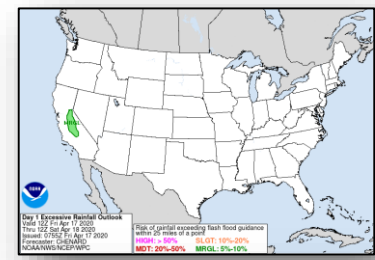 MRGL
NOAA
Day 1 Excessive Rainfall Outlook
Valid 12Z Fri Apr 17 2020
Thru 12Z Sat Apr 18 2020
Issued: 0755Z Fri Apr 17 2020
Forecaster: CHENARD
NOAA/NWS/NCEP/WPC
Risk of rainfall exceeding flash flood guidance
within 25 miles of a point
HIGH: > 50% SLGT: 10%-20%
MDT: 20%-50% MRGL: 5%-10%